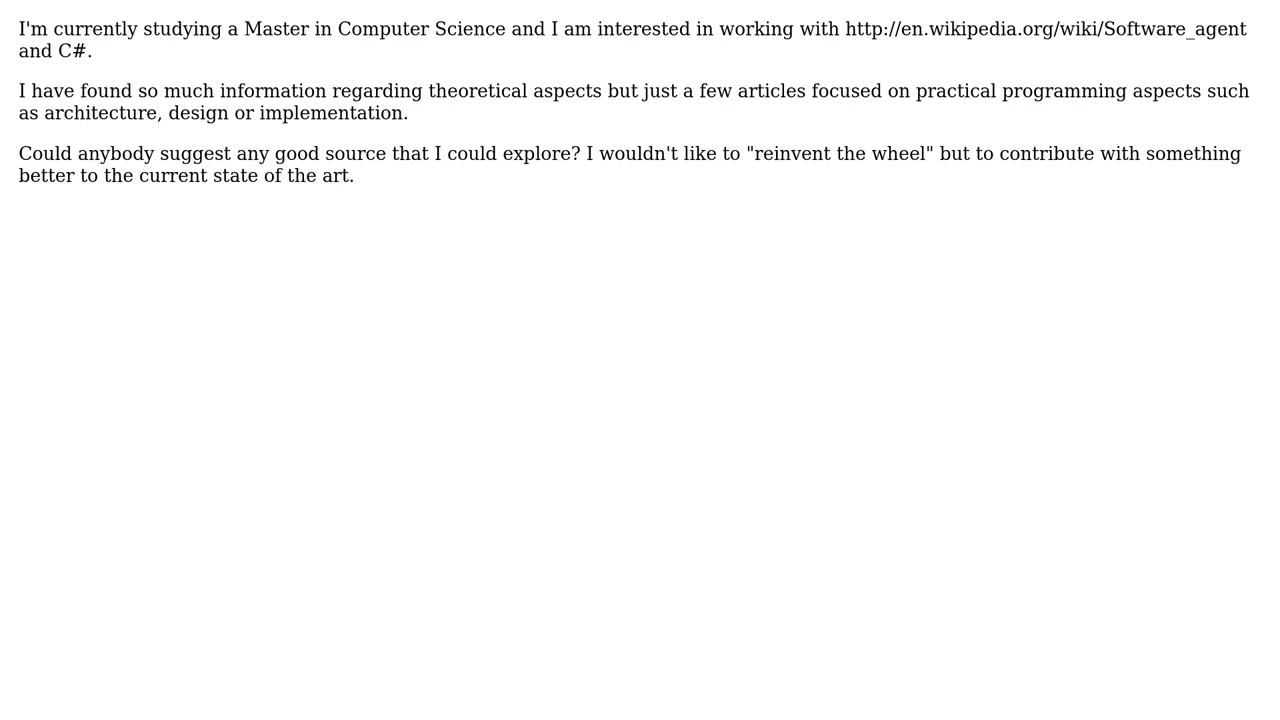 I'm currently studying a Master in Computer Science and I am interested in working with http://en.wikipedia.org/wiki/Software_agent
and C#.
I have found so much information regarding theoretical aspects but just a few articles focused on practical programming aspects such
as architecture, design or implementation.
Could anybody suggest any good source that I could explore? I wouldn't like to "reinvent the wheel" but to contribute with something
better to the current state of the art.